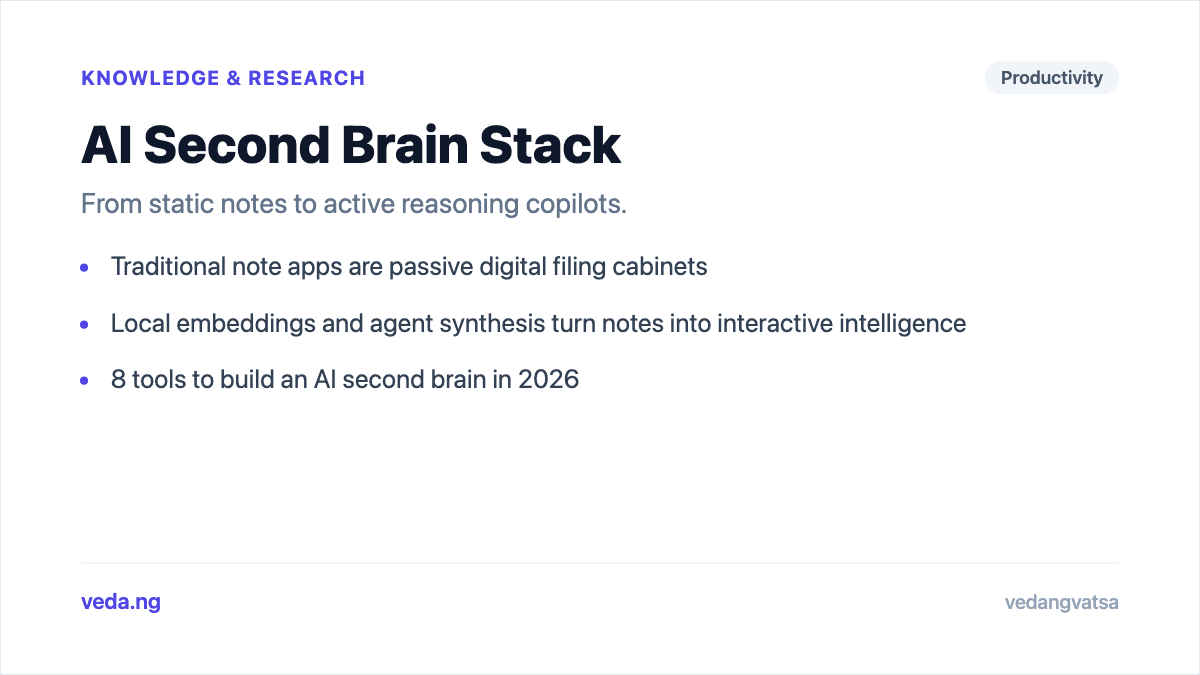 KNOWLEDGE & RESEARCH
Productivity
AI Second Brain Stack
From static notes to active reasoning copilots.
• Traditional note apps are passive digital filing cabinets
• Local embeddings and agent synthesis turn notes into interactive intelligence
• 8 tools to build an AI second brain in 2026
veda.ng
vedangvatsa